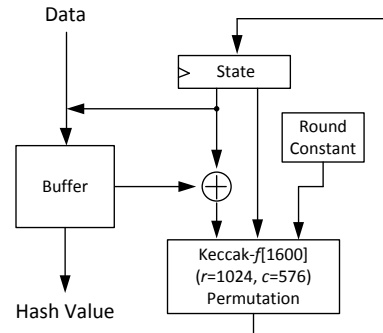 Data
State
Round
Constant
Buffer
Keccak-f[1600]
(r=1024, c=576)
Permutation
Hash Value